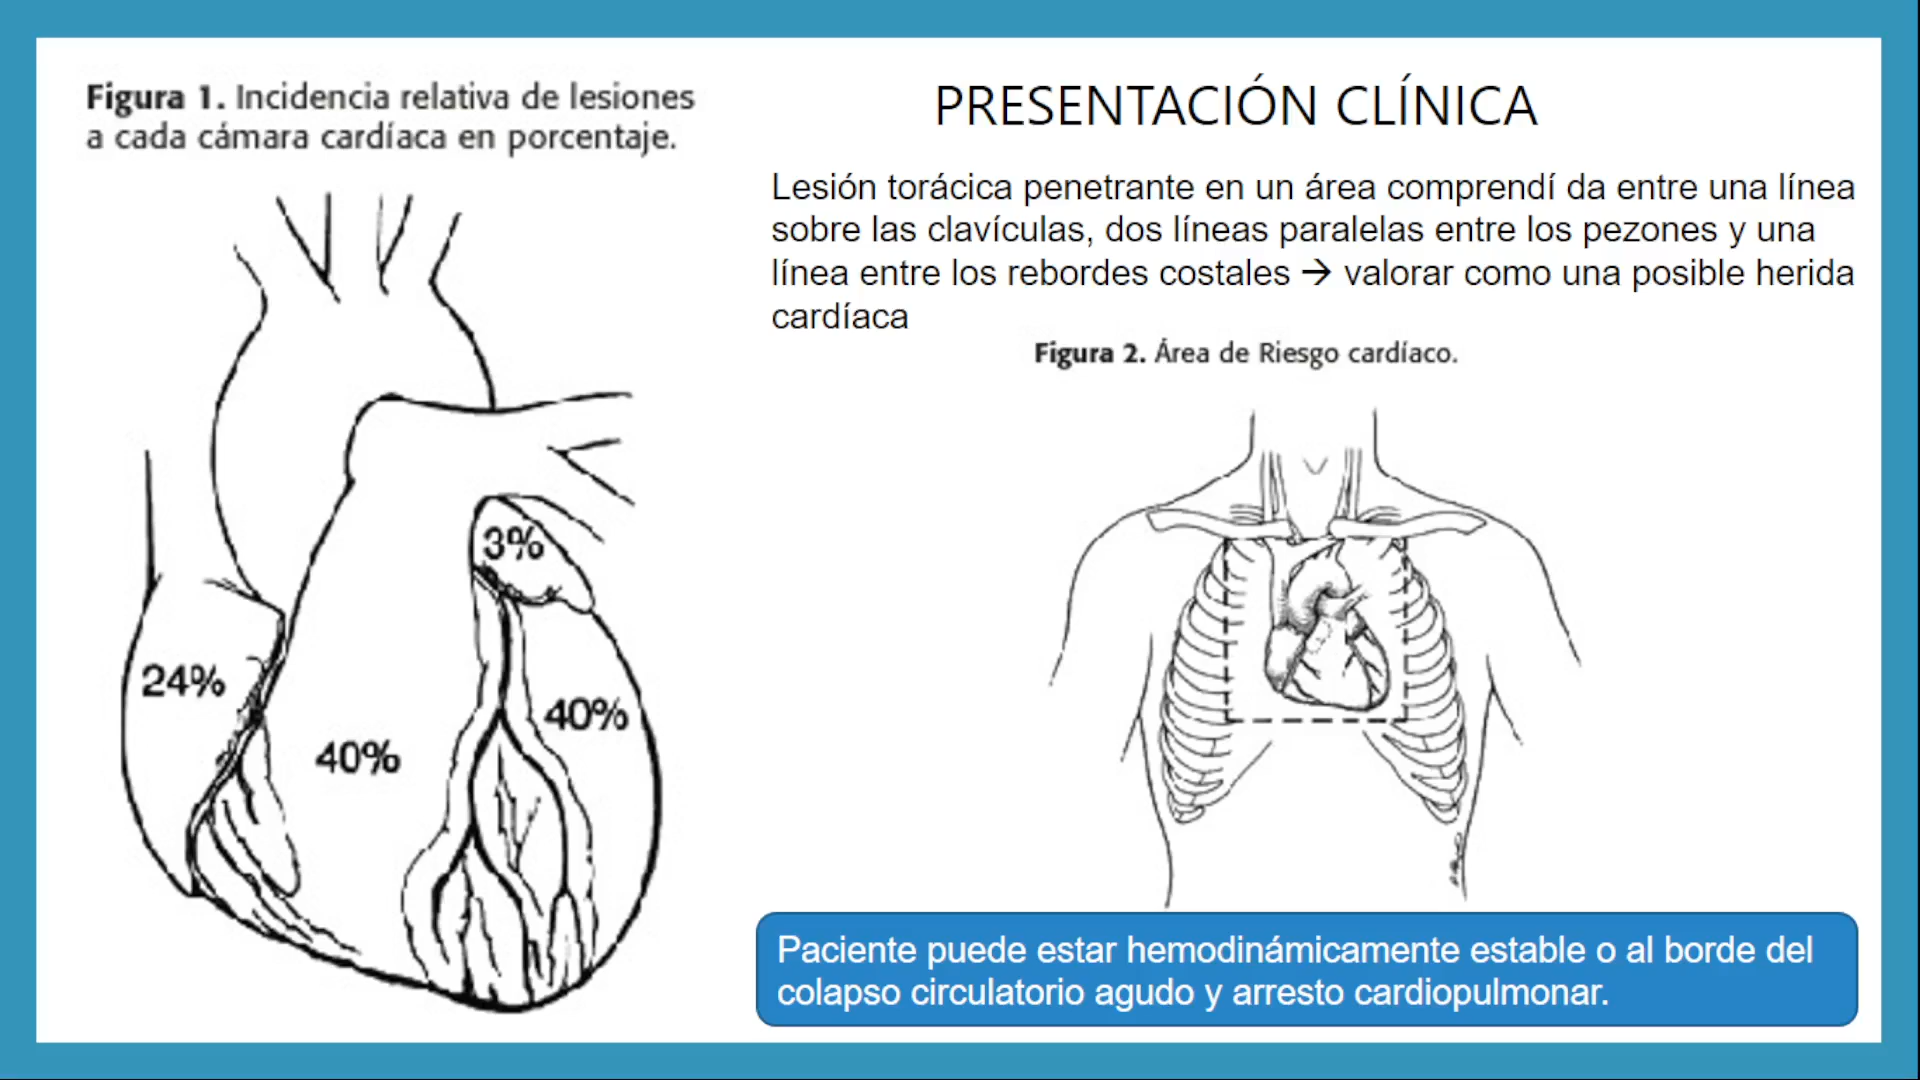 Figura 1. Incidencia relativa de lesiones
a cada cámara cardíaca en porcentaje.
3%
24%
40%
40%
PRESENTACIÓN CLÍNICA
Lesión torácica penetrante en un área comprendí da entre una línea
sobre las clavículas, dos líneas paralelas entre los pezones y una
línea entre los rebordes costales → valorar como una posible herida
cardíaca
Figura 2. Área de Riesgo cardíaco.
Paciente puede estar hemodinámicamente estable o al borde del
colapso circulatorio agudo y arresto cardiopulmonar.